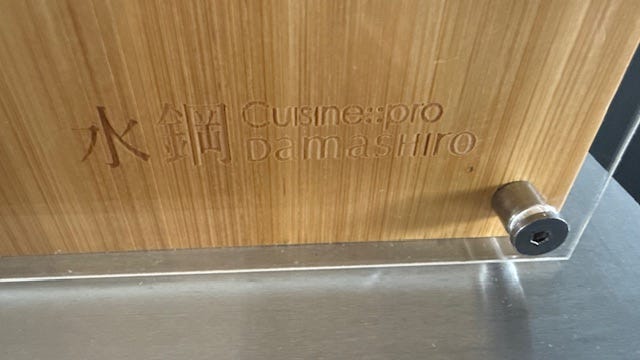 水鋼 Cuisine::pro
DamasHiro